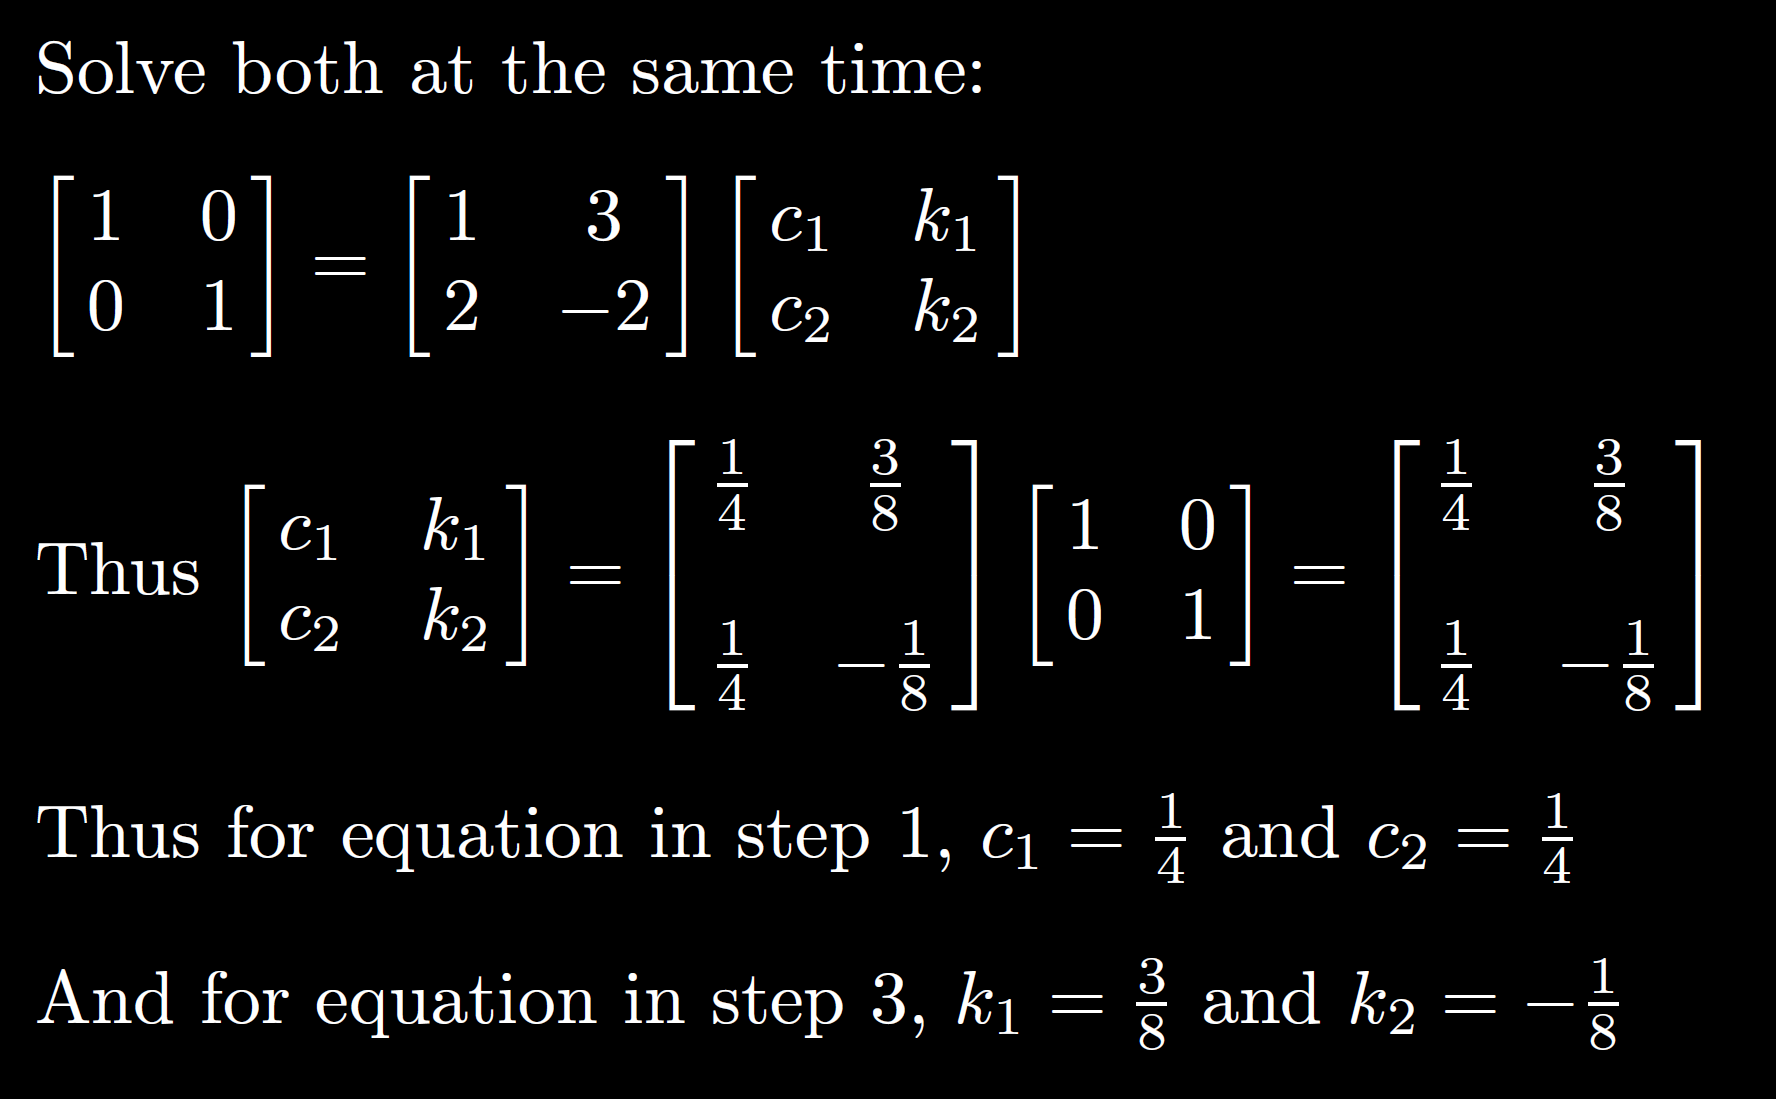 Solve both at the same time:
[1 0; 0 1] = [1 3; 2 −2] [c₁ k₁; c₂ k₂]
Thus [c₁ k₁; c₂ k₂] = [1/4 3/8; 1/4 −1/8] [1 0; 0 1] = [1/4 3/8; 1/4 −1/8]
Thus for equation in step 1, c₁ = 1/4 and c₂ = 1/4
And for equation in step 3, k₁ = 3/8 and k₂ = −1/8